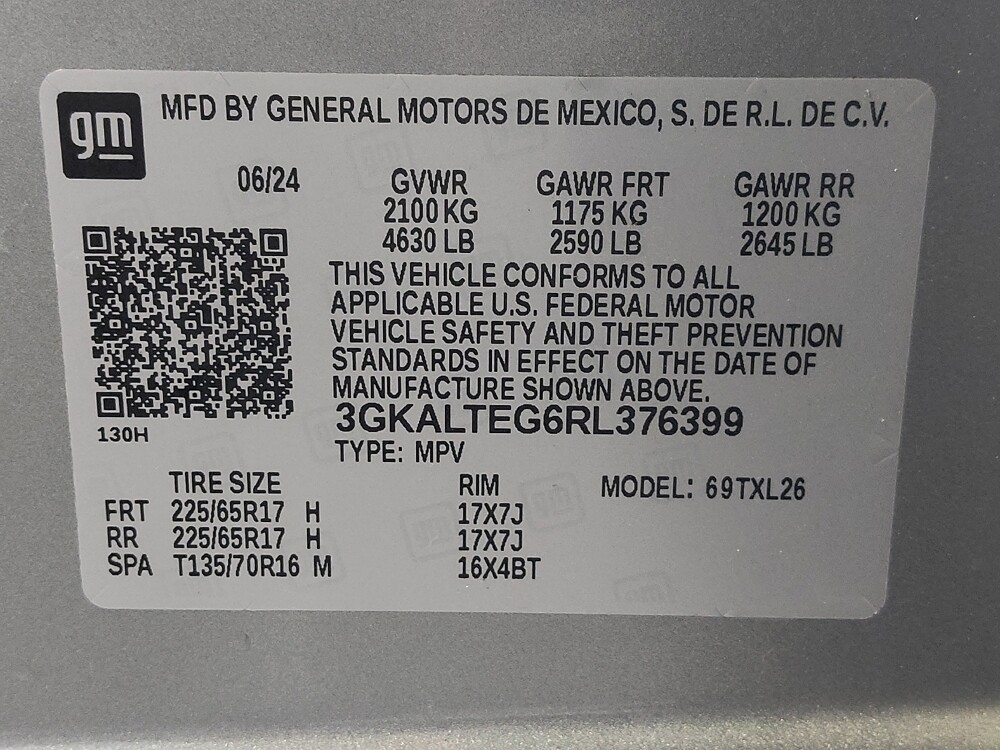 gm MFD BY GENERAL MOTORS DE MEXICO, S. DE R.L. DE C.V.
06/24 GVWR GAWR FRT GAWR RR
2100 KG 1175 KG 1200 KG
4630 LB 2590 LB 2645 LB
THIS VEHICLE CONFORMS TO ALL
APPLICABLE U.S. FEDERAL MOTOR
VEHICLE SAFETY AND THEFT PREVENTION
STANDARDS IN EFFECT ON THE DATE OF
MANUFACTURE SHOWN ABOVE.
3GKALTEG6RL376399
130H
TYPE: MPV
TIRE SIZE RIM MODEL: 69TXL26
FRT 225/65R17 H 17X7J
RR 225/65R17 H 17X7J
SPA T135/70R16 M 16X4BT